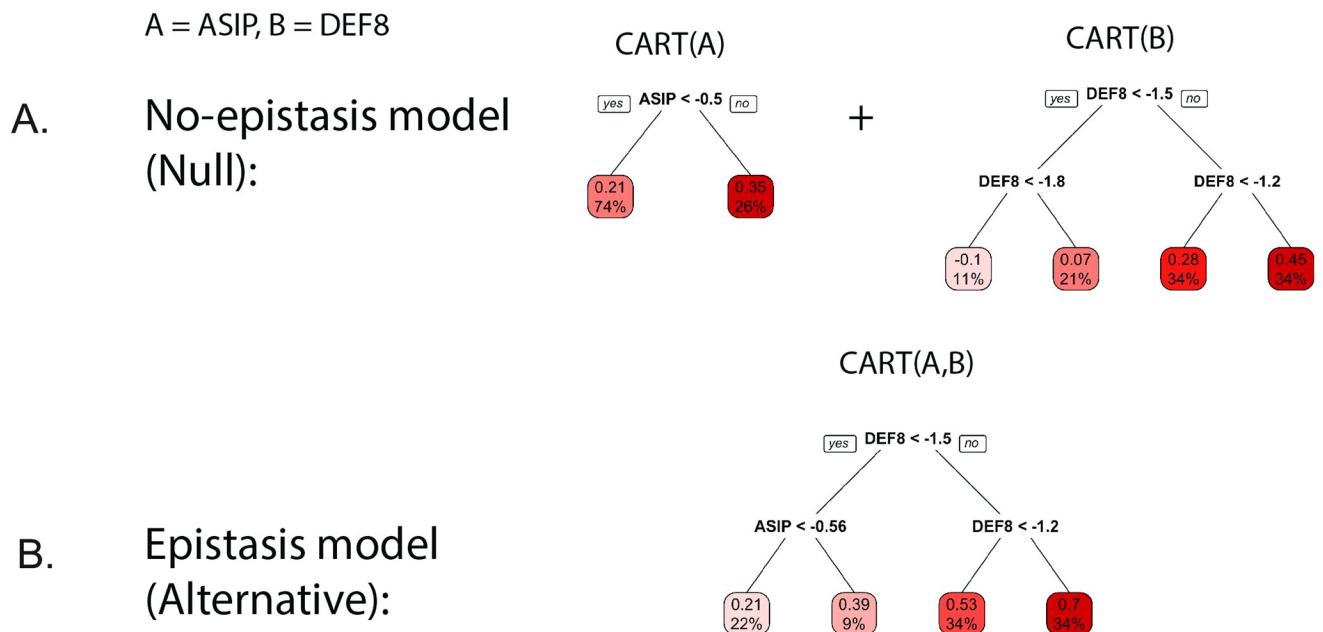 A = ASIP, B = DEF8
CART(A)
CART(B)
A.
No-epistasis model
(Null):
yes ASIP < -0.5 no
+
yes DEF8 < -1.5 no
DEF8 < -1.8
DEF8 < -1.2
0.21
74%
0.35
26%
-0.1
11%
0.07
21%
0.28
34%
0.45
34%
CART(A,B)
yes DEF8 < -1.5 no
B.
Epistasis model
(Alternative):
ASIP < -0.56
DEF8 < -1.2
0.21
22%
0.39
9%
0.53
34%
0.7
34%